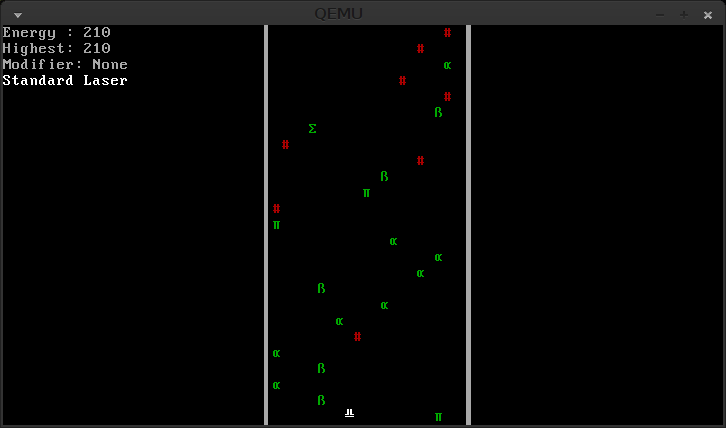 QEMU
Energy : 210
Highest: 210
Modifier: None
Standard Laser
#
#
α
#
#
ß
Σ
#
#
ß
π
#
π
α
α
α
ß
α
α
#
α
ß
α
ß
╨
π